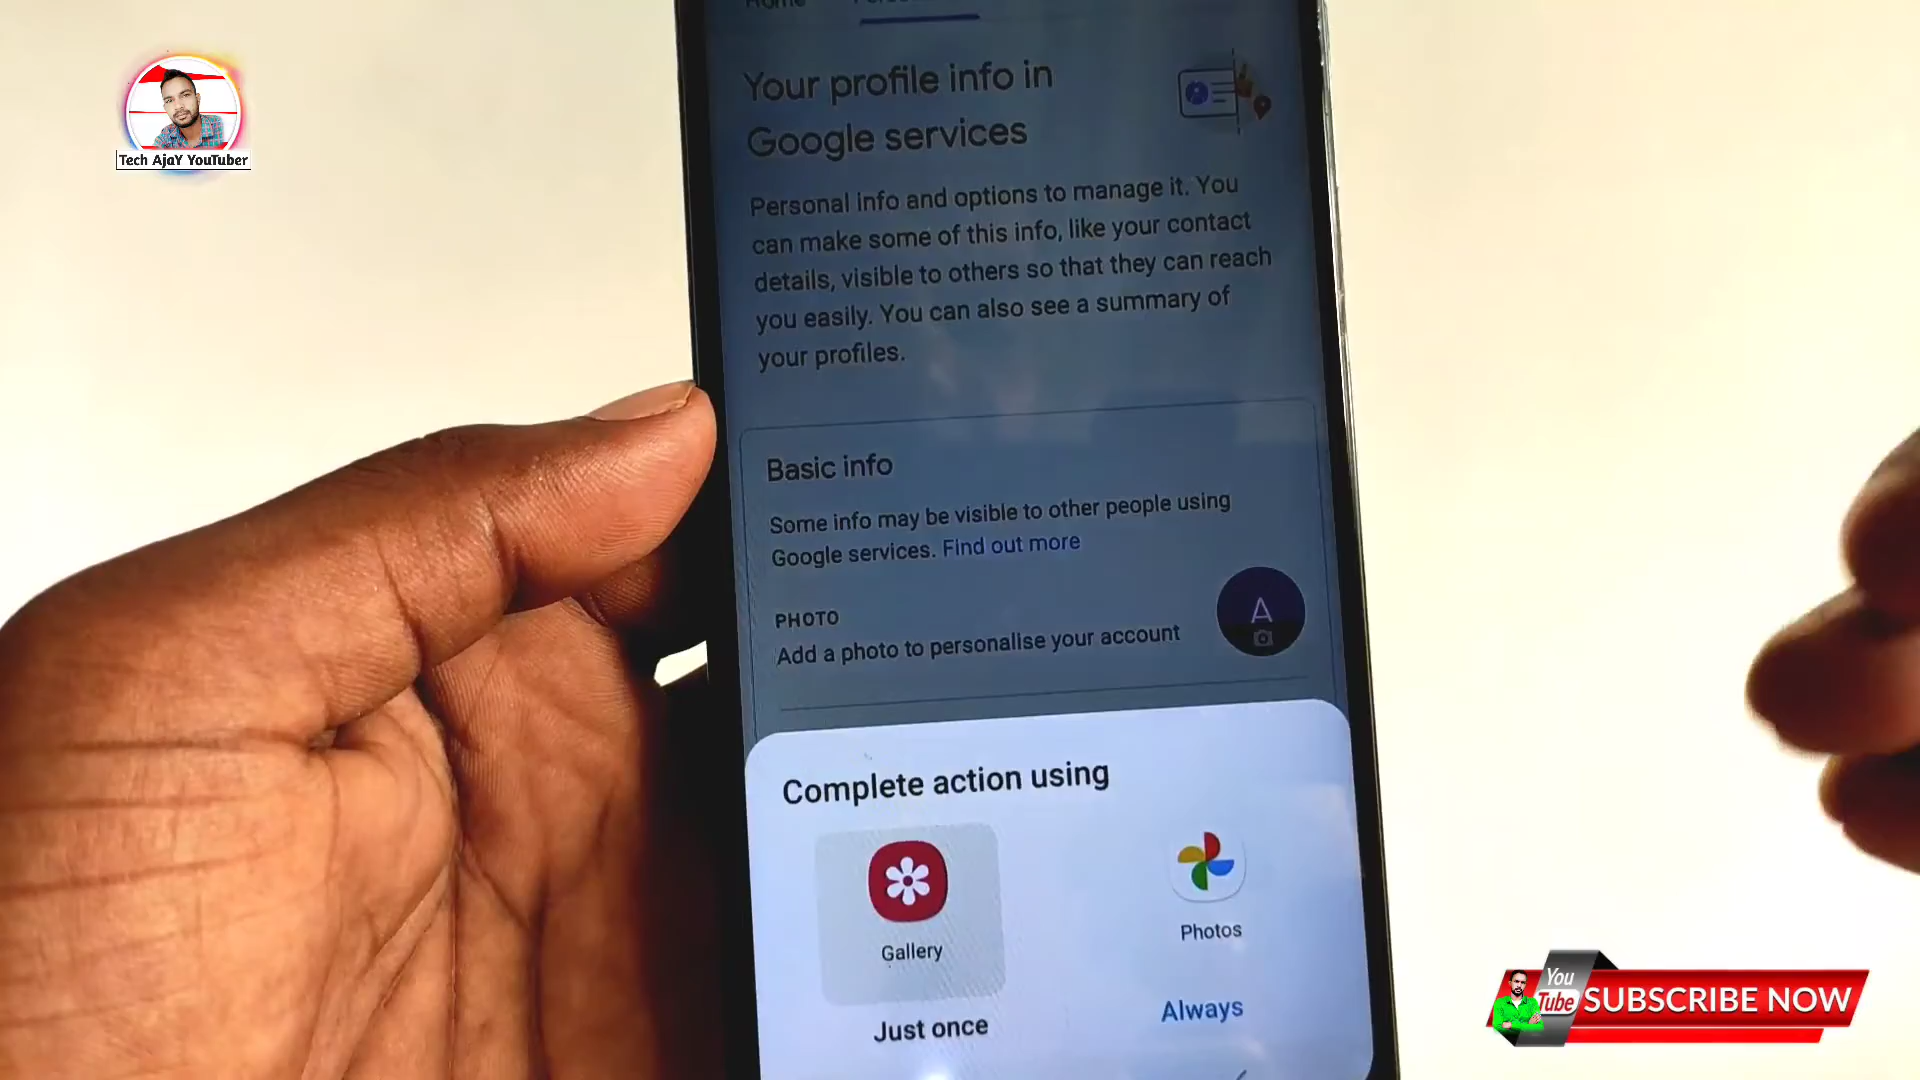 Home
Your profile info in
Google services
Personal info and options to manage it. You
can make some of this info, like your contact
details, visible to others so that they can reach
you easily. You can also see a summary of
your profiles.
Basic info
Some info may be visible to other people using
Google services. Find out more
PHOTO
Add a photo to personalise your account
A
Complete action using
Gallery
Photos
Just once
Always
Tech AjaY YouTuber
You
Tube
SUBSCRIBE NOW